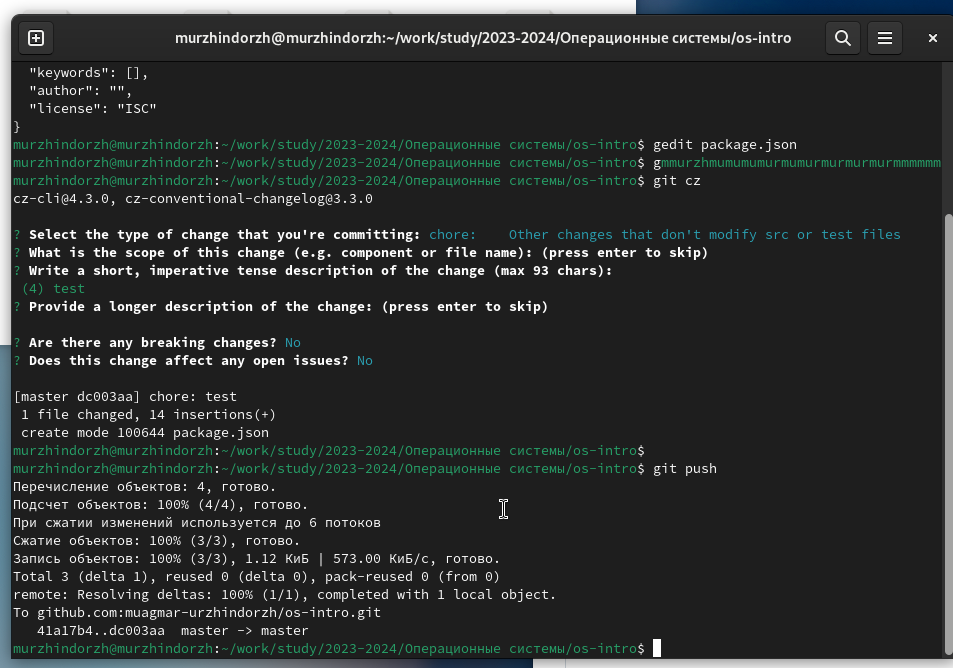 murzhindorzh@murzhindorzh:~/work/study/2023-2024/Операционные системы/os-intro
"keywords": [],
"author": "",
"license": "ISC"
}
murzhindorzh@murzhindorzh:~/work/study/2023-2024/Операционные системы/os-intro$ gedit package.json
murzhindorzh@murzhindorzh:~/work/study/2023-2024/Операционные системы/os-intro$
murzhindorzh@murzhindorzh:~/work/study/2023-2024/Операционные системы/os-intro$ git cz
cz-cli@4.3.0, cz-conventional-changelog@3.3.0
? Select the type of change that you're committing: chore:    Other changes that don't modify src or test files
? What is the scope of this change (e.g. component or file name): (press enter to skip)
? Write a short, imperative tense description of the change (max 93 chars):
(4) test
? Provide a longer description of the change: (press enter to skip)
? Are there any breaking changes? No
? Does this change affect any open issues? No
[master dc003aa] chore: test
1 file changed, 14 insertions(+)
create mode 100644 package.json
murzhindorzh@murzhindorzh:~/work/study/2023-2024/Операционные системы/os-intro$
murzhindorzh@murzhindorzh:~/work/study/2023-2024/Операционные системы/os-intro$ git push
Перечисление объектов: 4, готово.
Подсчет объектов: 100% (4/4), готово.
При сжатии изменений используется до 6 потоков
Сжатие объектов: 100% (3/3), готово.
Запись объектов: 100% (3/3), 1.12 КиБ | 573.00 КиБ/с, готово.
Total 3 (delta 1), reused 0 (delta 0), pack-reused 0 (from 0)
remote: Resolving deltas: 100% (1/1), completed with 1 local object.
To github.com:muagmar-urzhindorzh/os-intro.git
41a17b4..dc003aa  master -> master
murzhindorzh@murzhindorzh:~/work/study/2023-2024/Операционные системы/os-intro$